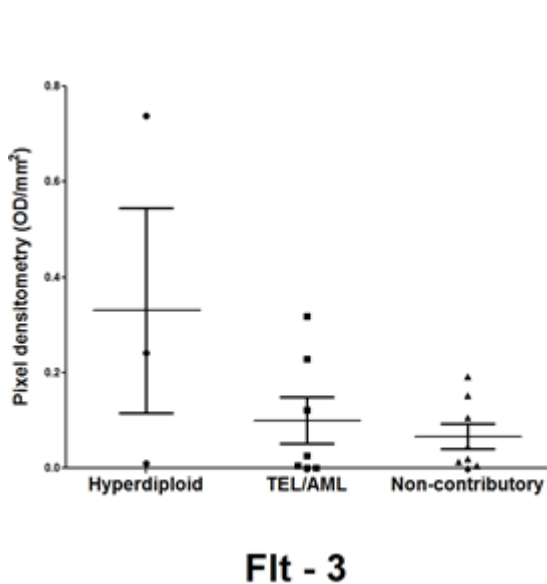 Pixel densitometry (OD/mm²)
0.8
0.6
0.4
0.2
0.0
Hyperdiploid TEL/AML Non-contributory
Flt - 3